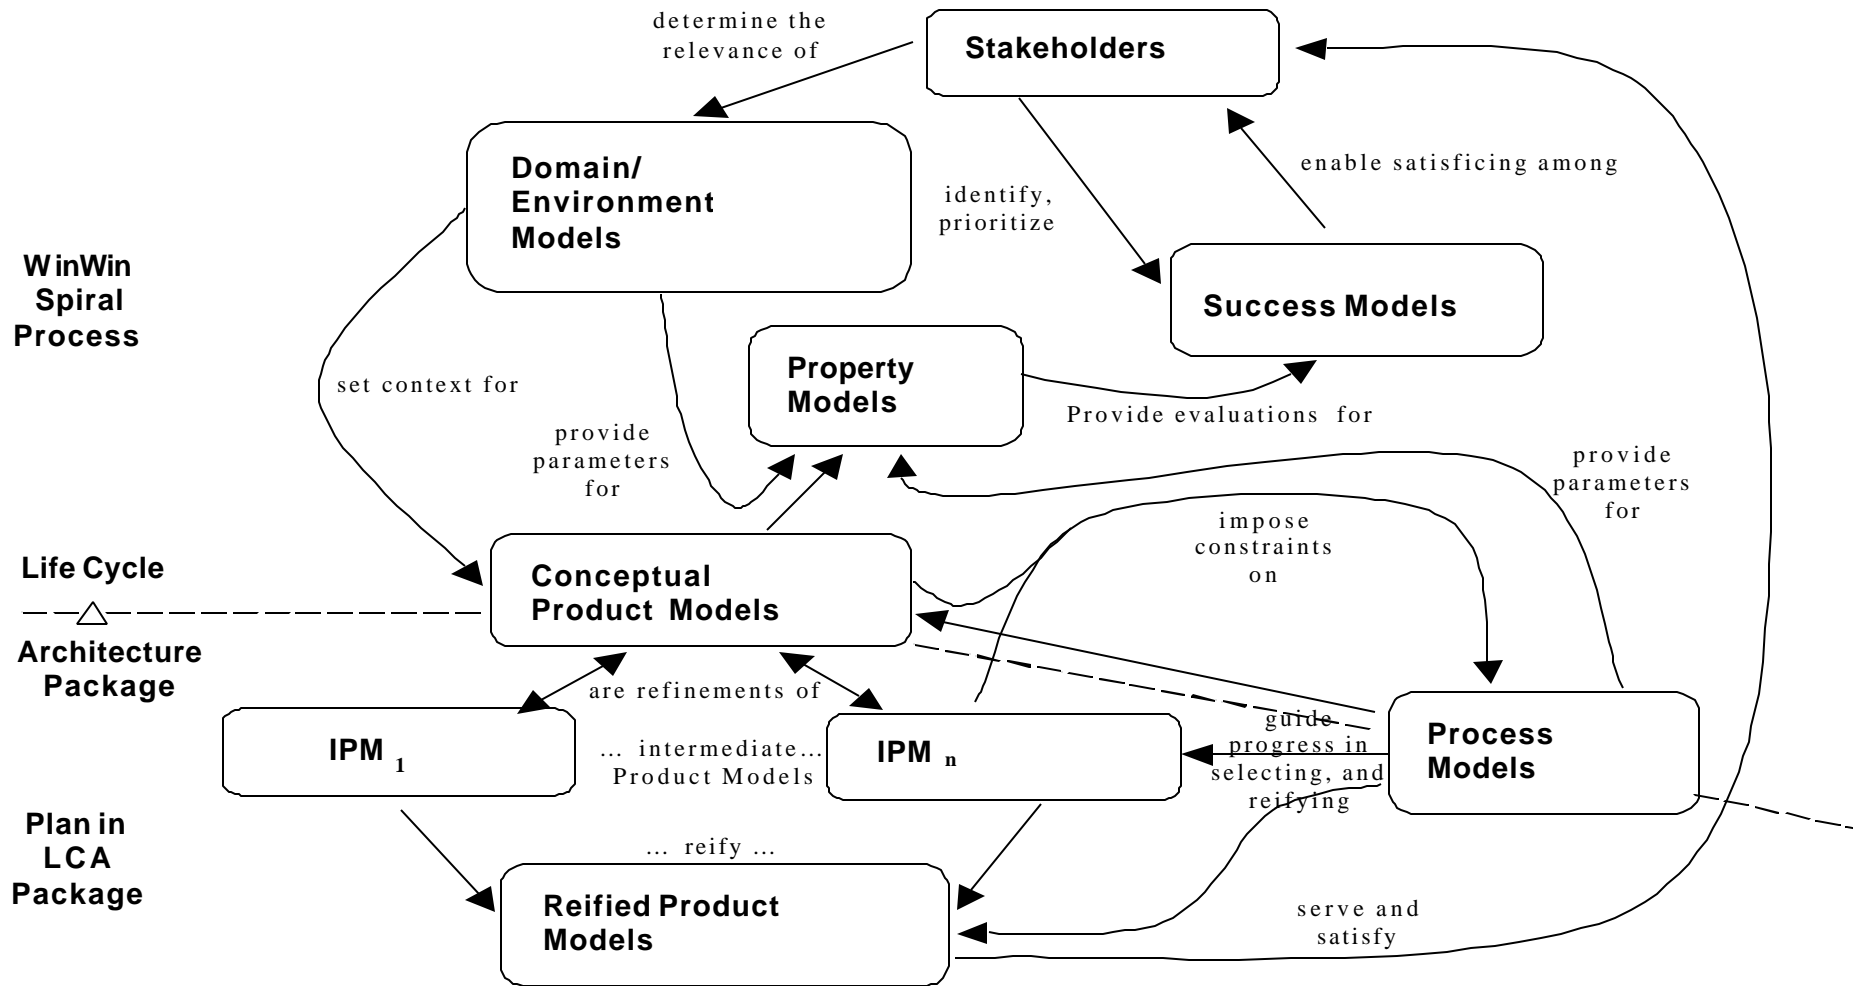 determine the
relevance of
Stakeholders
Domain/
Environment
Models
enable satisficing among
identify,
prioritize
WinWin
Spiral
Process
Success Models
Property
Models
set context for
Provide evaluations for
provide
parameters
for
provide
parameters
for
impose
constraints
on
Life Cycle
Conceptual
Product Models
Architecture
Package
are refinements of
IPM 1
... intermediate...
Product Models
IPM n
guide
progress in
selecting, and
reifying
Process
Models
Plan in
LCA
Package
... reify ...
Reified Product
Models
serve and
satisfy